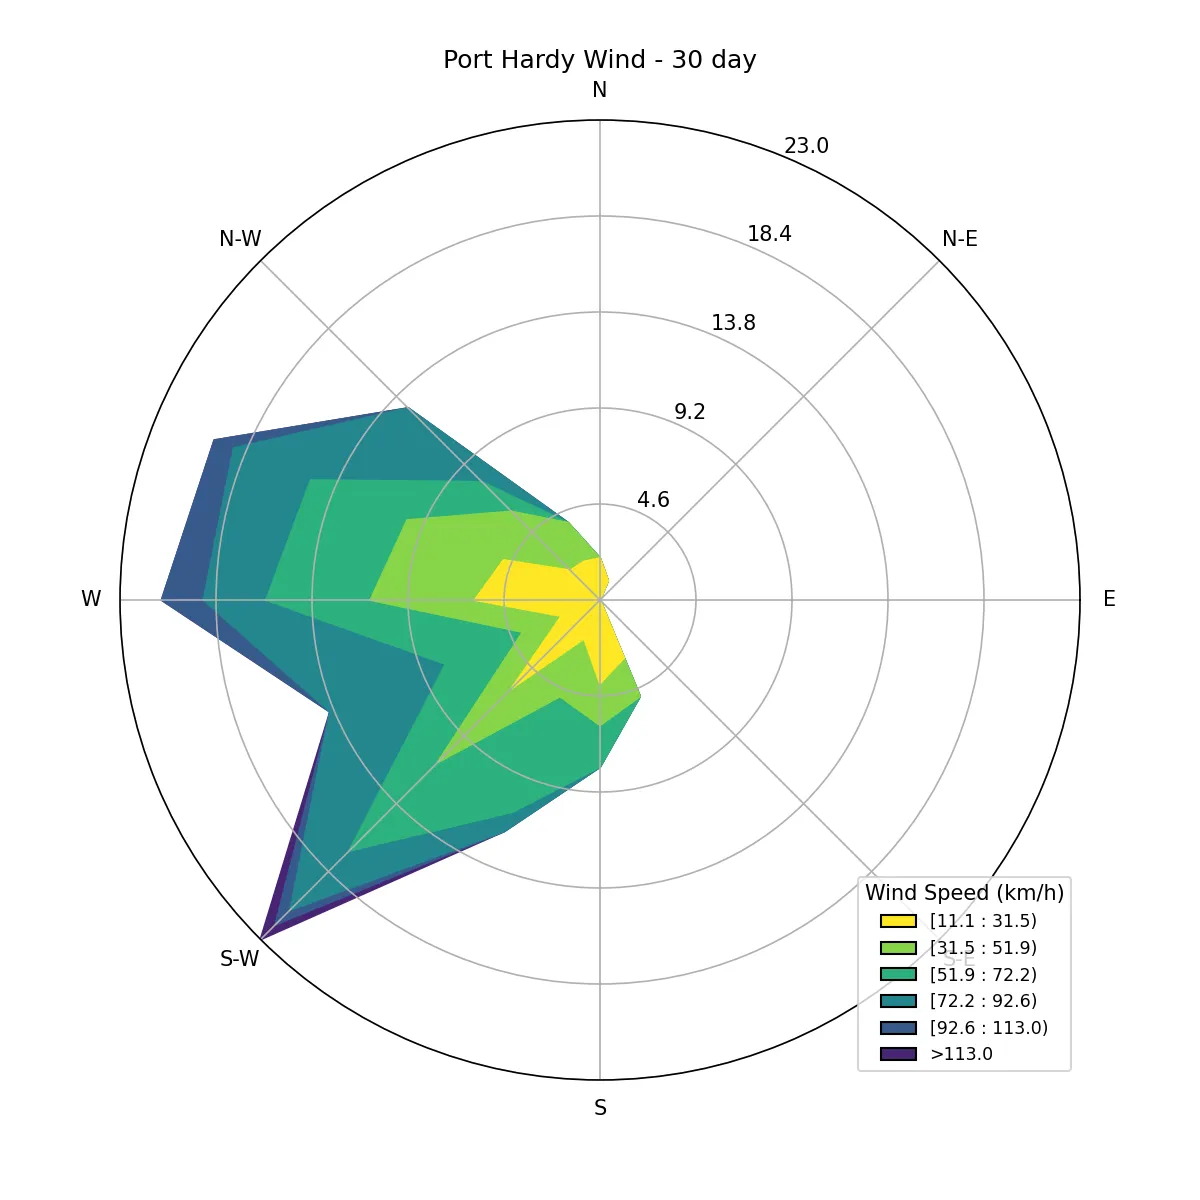 Port Hardy Wind - 30 day
N
23.0
N-W
18.4
N-E
13.8
9.2
4.6
W
E
S-W
S-E
S
Wind Speed (km/h)
[11.1 : 31.5)
[31.5 : 51.9)
[51.9 : 72.2)
[72.2 : 92.6)
[92.6 : 113.0)
>113.0